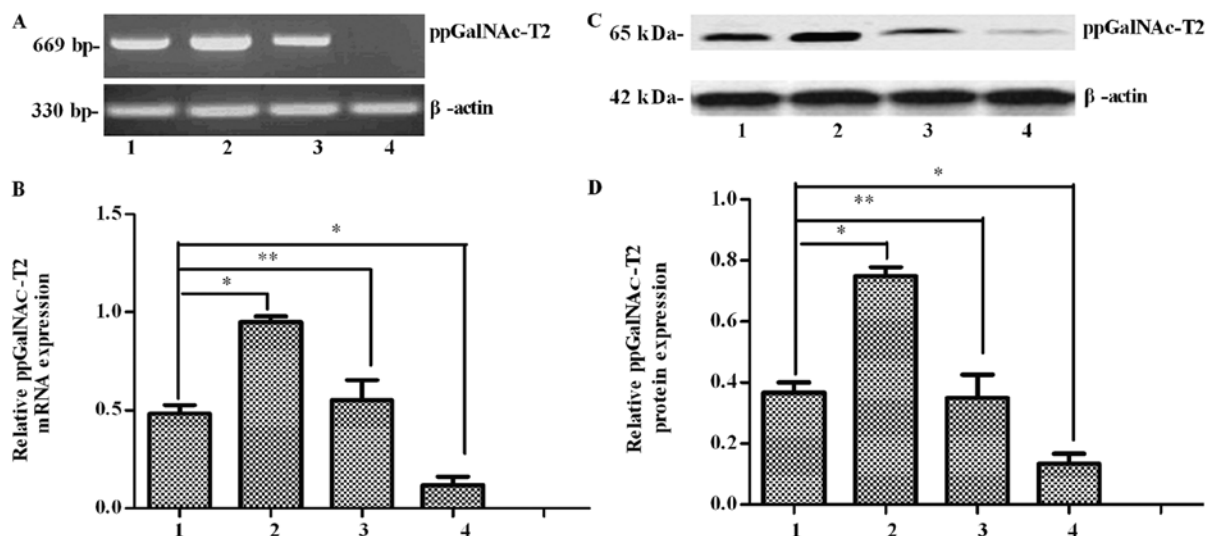 A
669 bp-
ppGalNAc-T2
330 bp-
β -actin
1 2 3 4
B
Relative ppGalNAC-T2
mRNA expression
1.5
1.0
0.5
0.0
*
**
*
1 2 3 4
C
65 kDa-
ppGalNAc-T2
42 kDa-
β -actin
1 2 3 4
D
Relative ppGalNAC-T2
protein expression
1.0
0.8
0.6
0.4
0.2
0.0
*
**
*
1 2 3 4